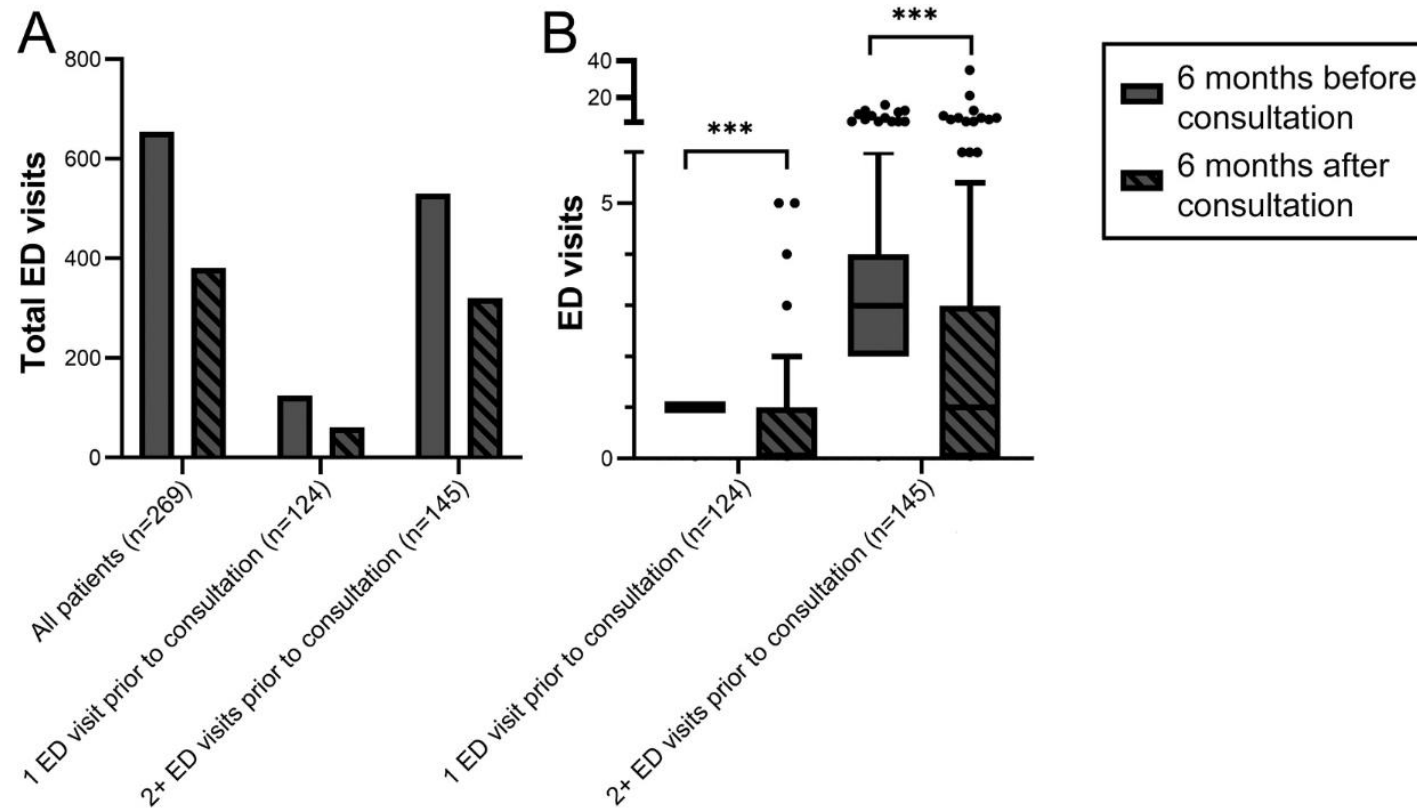 A
800
600
400
200
0
Total ED visits
All patients (n=269)
1 ED visit prior to consultation (n=124)
2+ ED visits prior to consultation (n=145)
B
40
20
5
0
ED visits
***
***
1 ED visit prior to consultation (n=124)
2+ ED visits prior to consultation (n=145)
6 months before
consultation
6 months after
consultation